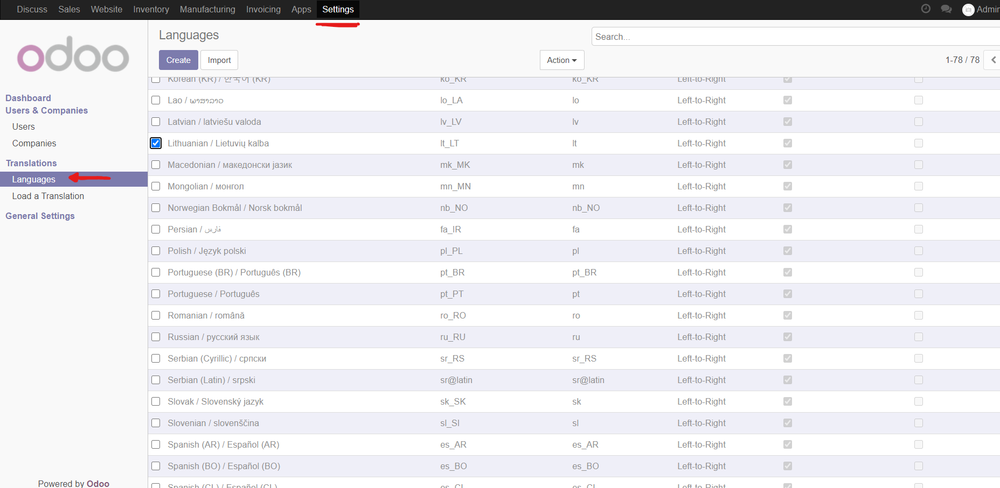 Discuss Sales Website Inventory Manufacturing Invoicing Apps Settings Admin
odoo
Languages
Search...
Create Import Action 1-78 / 78
Dashboard
Users & Companies
Users
Companies
Translations
Languages
Load a Translation
General Settings
Powered by Odoo
Korean (KR) / 한국어 (KR) ko_KR ko_KR Left-to-Right
Lao / ພາສາລາວ lo_LA lo Left-to-Right
Latvian / latviešu valoda lv_LV lv Left-to-Right
Lithuanian / Lietuvių kalba lt_LT lt Left-to-Right
Macedonian / македонски јазик mk_MK mk Left-to-Right
Mongolian / монгол mn_MN mn Left-to-Right
Norwegian Bokmål / Norsk bokmål nb_NO nb_NO Left-to-Right
Persian / فارس fa_IR fa Left-to-Right
Polish / Język polski pl_PL pl Left-to-Right
Portuguese (BR) / Português (BR) pt_BR pt_BR Left-to-Right
Portuguese / Português pt_PT pt Left-to-Right
Romanian / română ro_RO ro Left-to-Right
Russian / русский язык ru_RU ru Left-to-Right
Serbian (Cyrillic) / српски sr_RS sr_RS Left-to-Right
Serbian (Latin) / srpski sr@latin sr@latin Left-to-Right
Slovak / Slovenský jazyk sk_SK sk Left-to-Right
Slovenian / slovenščina sl_SI sl Left-to-Right
Spanish (AR) / Español (AR) es_AR es_AR Left-to-Right
Spanish (BO) / Español (BO) es_BO es_BO Left-to-Right
Spanish (CL) / Español (CL) es_CL es_CL Left-to-Right